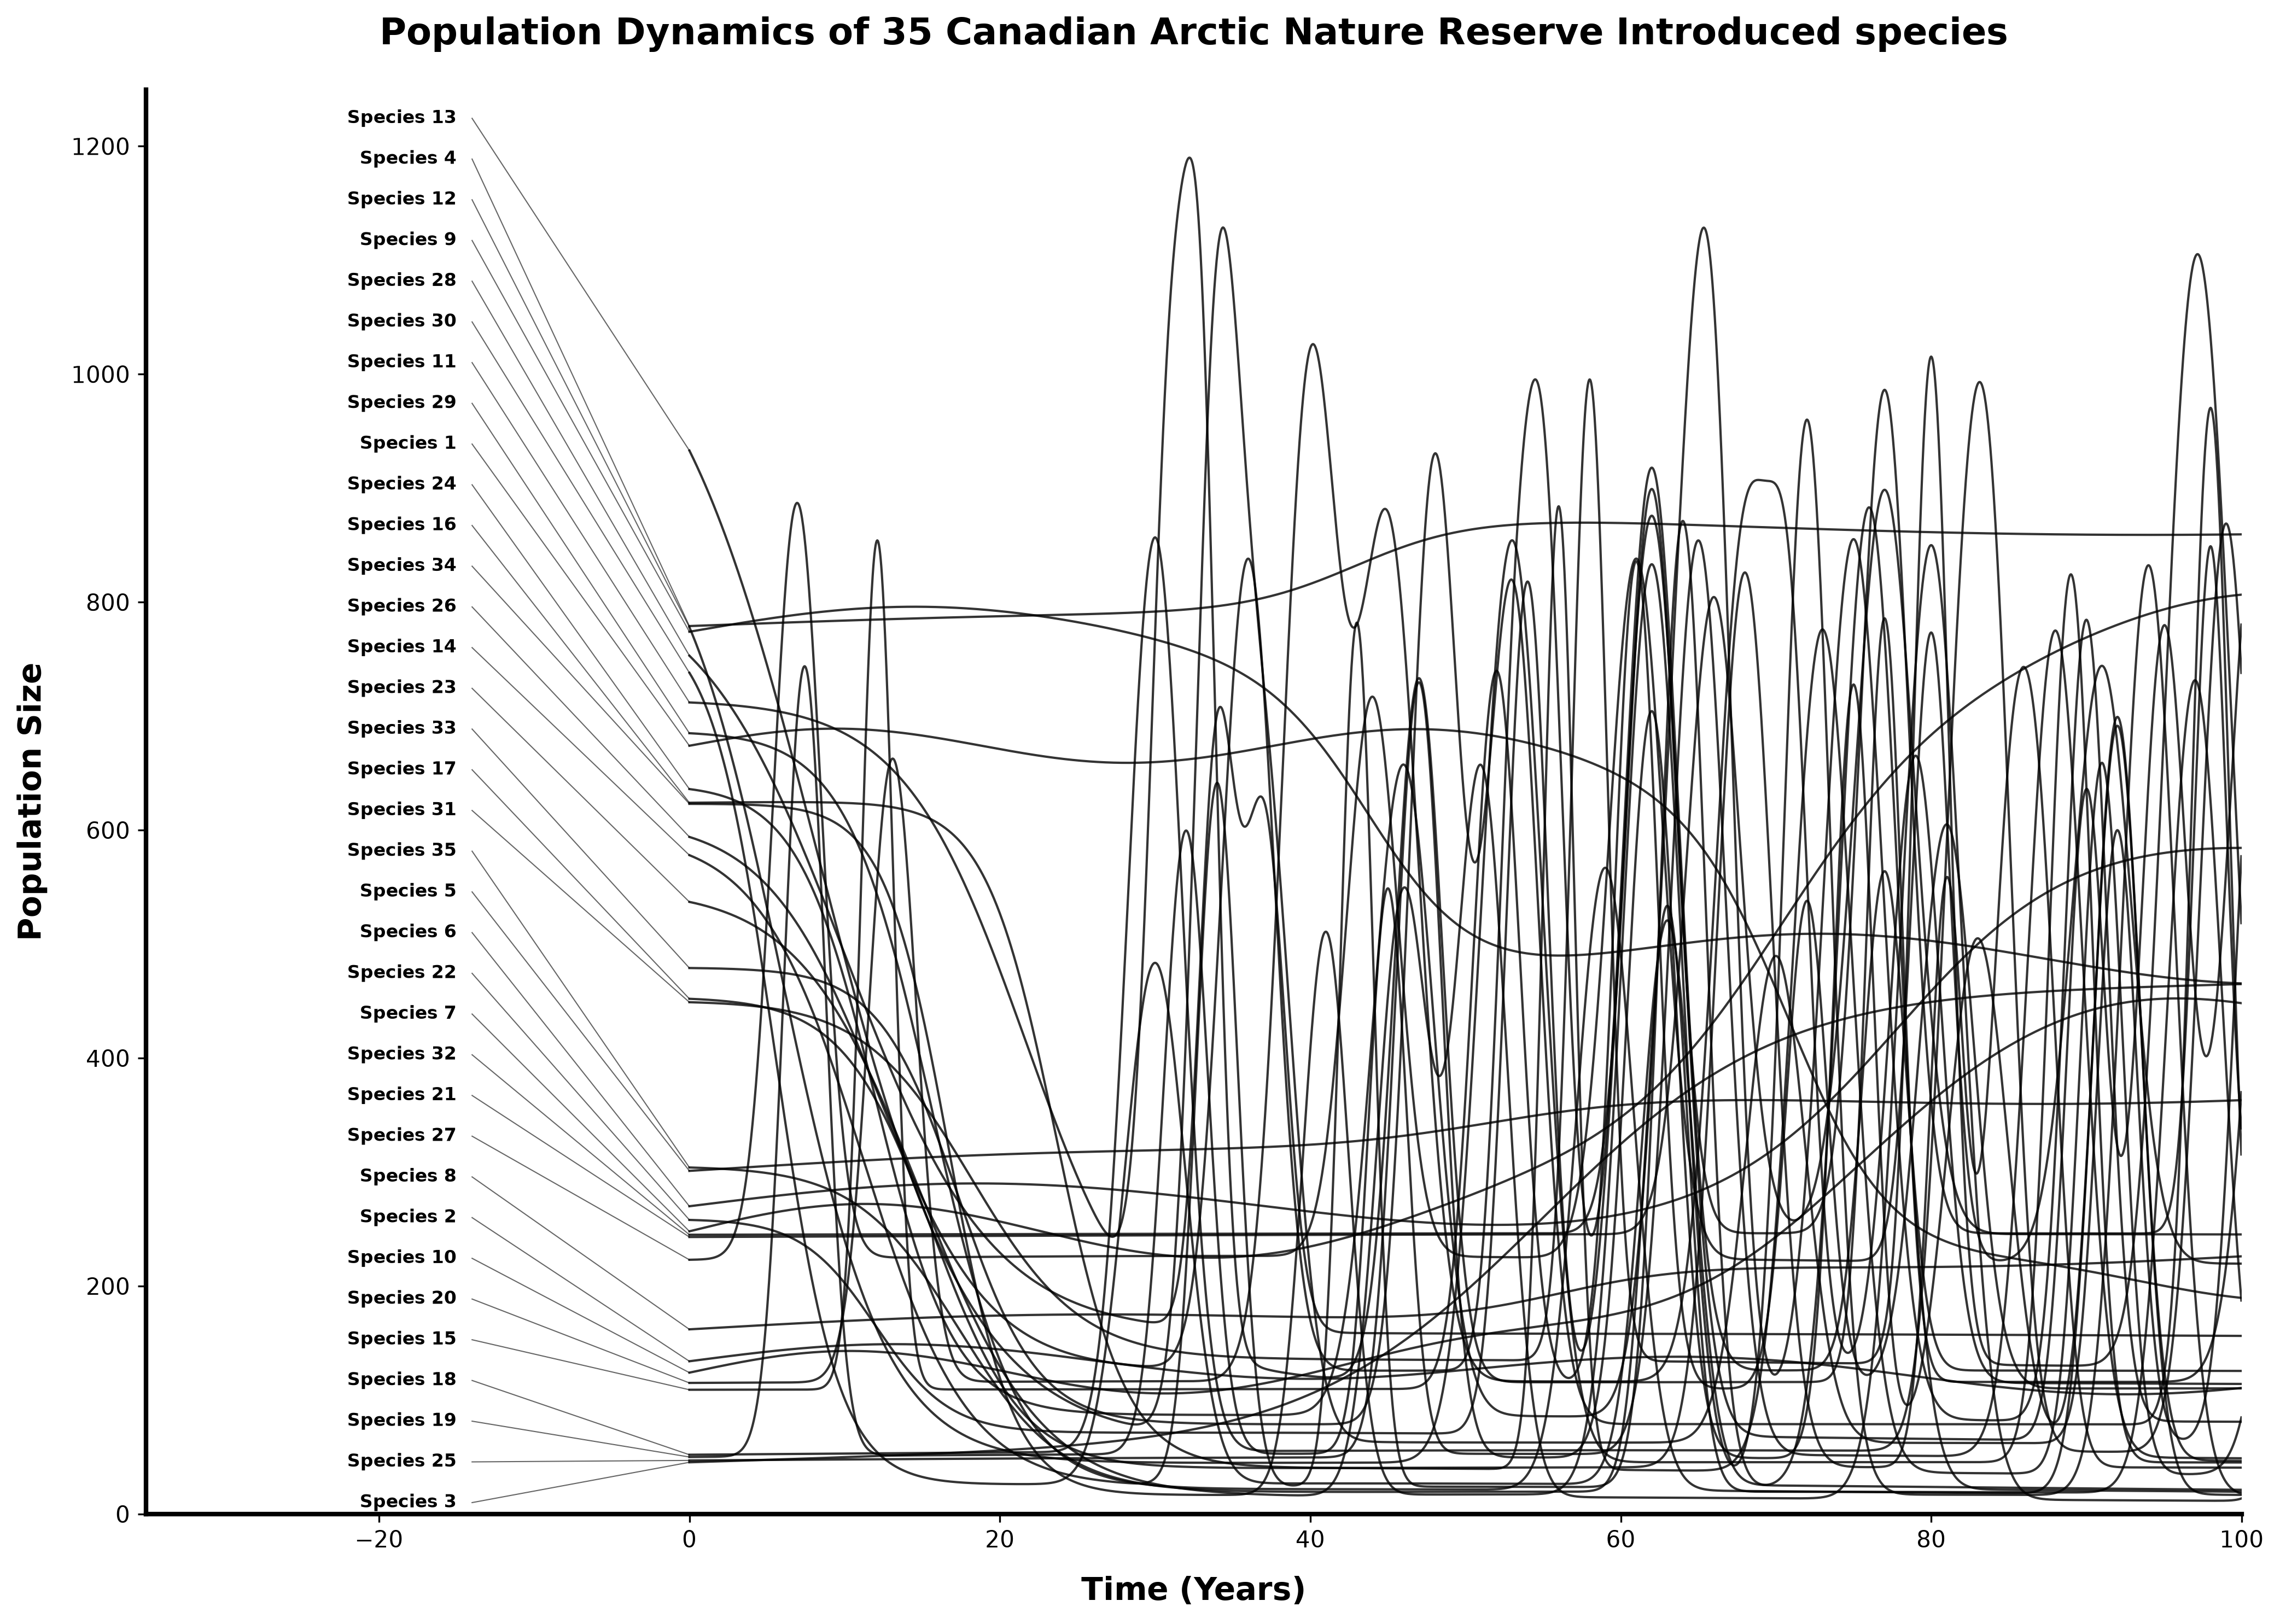 Population Dynamics of 35 Canadian Arctic Nature Reserve Introduced species
Species 13
1200
Species 4
Species 12
Species 9
Species 28
Species 30
Species 11
1000
Species 29
Species 1
Species 24
Species 16
Species 34
800
Species 26
Species 14
Species 23
Species 33
Species 17
Species 31
600
Species 35
Species 5
Species 6
Species 22
Species 7
Species 32
400
Species 21
Species 27
Species 8
Species 2
Species 10
200
Species 20
Species 15
Species 18
Species 19
Species 25
Species 3
0
Population Size
−20 0 20 40 60 80 100
Time (Years)